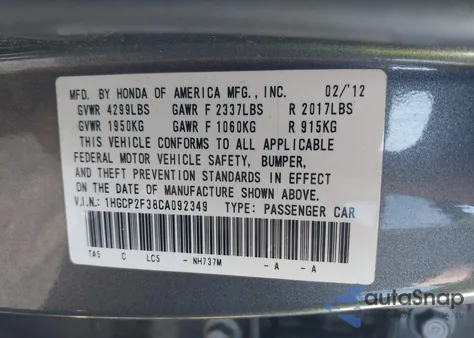 MFD. BY HONDA OF AMERICA MFG., INC. 02/12
GVWR 4299LBS GAWR F 2337LBS R 2017LBS
GVWR 1950KG GAWR F 1060KG R 915KG
THIS VEHICLE CONFORMS TO ALL APPLICABLE
FEDERAL MOTOR VEHICLE SAFETY, BUMPER,
AND THEFT PREVENTION STANDARDS IN EFFECT
ON THE DATE OF MANUFACTURE SHOWN ABOVE.
V.I.N.: 1HGCP2F36CA092349 TYPE: PASSENGER CAR
TA5 C LC5 - NH737M - A - A
autoSnap